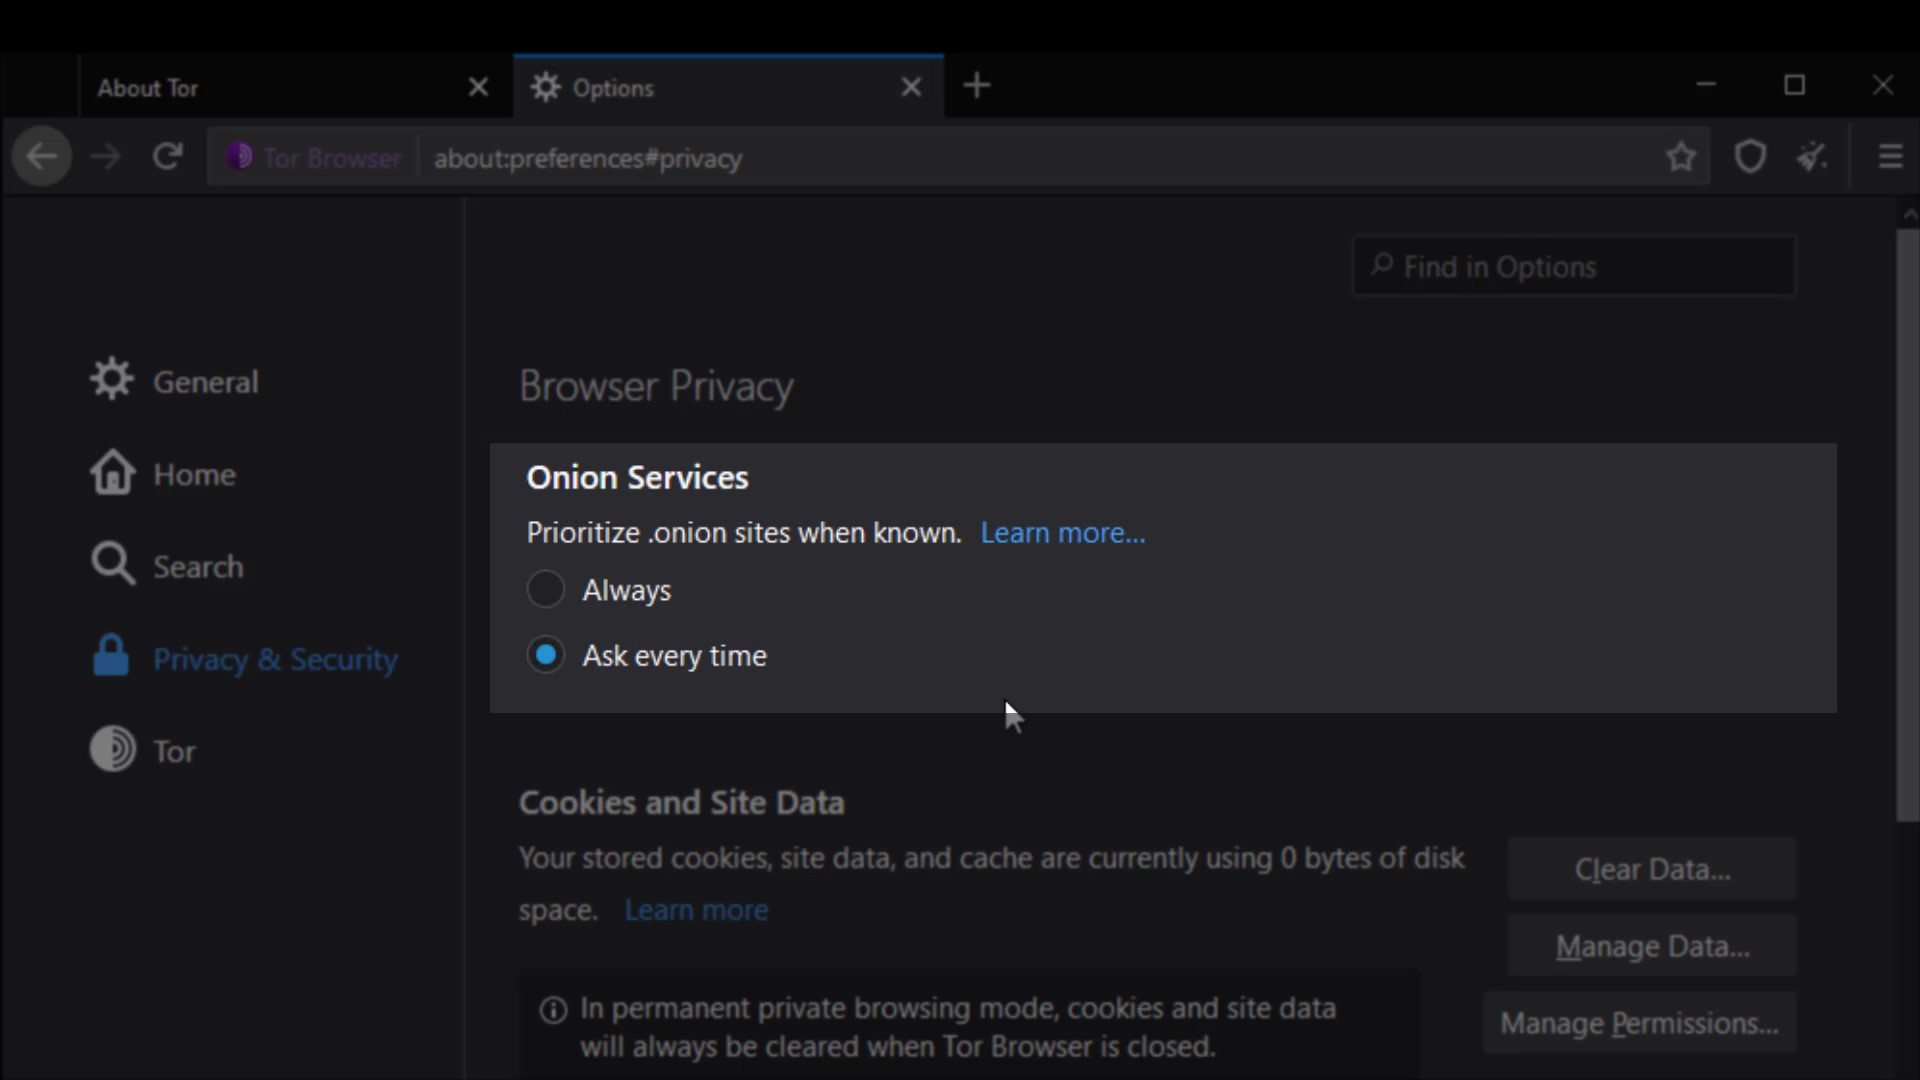 About Tor
Options
Tor Browser
about:preferences#privacy
Find in Options
General
Home
Search
Privacy & Security
Tor
Browser Privacy
Onion Services
Prioritize .onion sites when known. Learn more...
Always
Ask every time
Cookies and Site Data
Your stored cookies, site data, and cache are currently using 0 bytes of disk
space. Learn more
Clear Data...
Manage Data...
Manage Permissions...
In permanent private browsing mode, cookies and site data
will always be cleared when Tor Browser is closed.